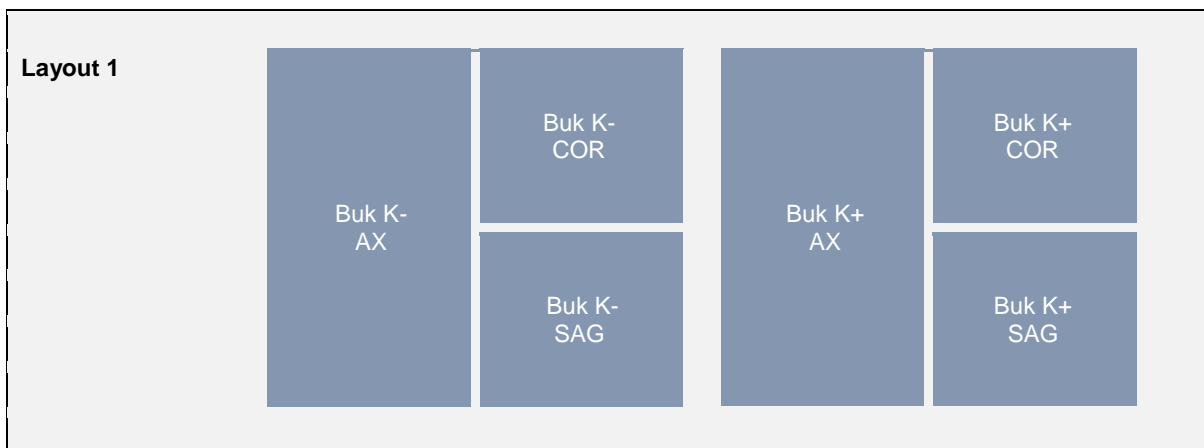 Layout 1
Buk K-
AX
Buk K-
COR
Buk K-
SAG
Buk K+
AX
Buk K+
COR
Buk K+
SAG